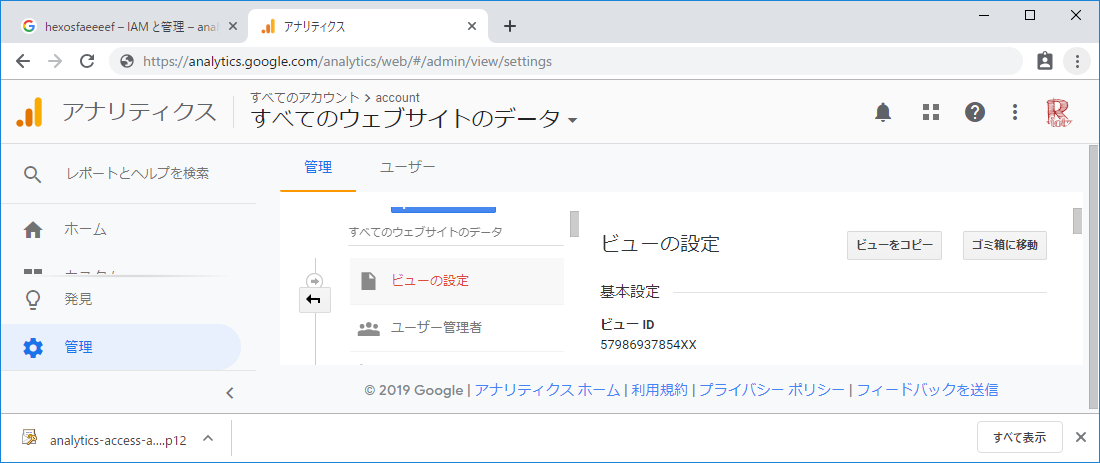 hexosfaeeeef – IAM と管理 – anal
アナリティクス
https://analytics.google.com/analytics/web/#/admin/view/settings
アナリティクス
すべてのアカウント > account
すべてのウェブサイトのデータ
レポートとヘルプを検索
管理
ユーザー
ホーム
発見
管理
すべてのウェブサイトのデータ
ビューの設定
ユーザー管理者
ビューの設定
ビューをコピー
ゴミ箱に移動
基本設定
ビュー ID
57986937854XX
© 2019 Google | アナリティクス ホーム | 利用規約 | プライバシー ポリシー | フィードバックを送信
analytics-access-a....p12
すべて表示